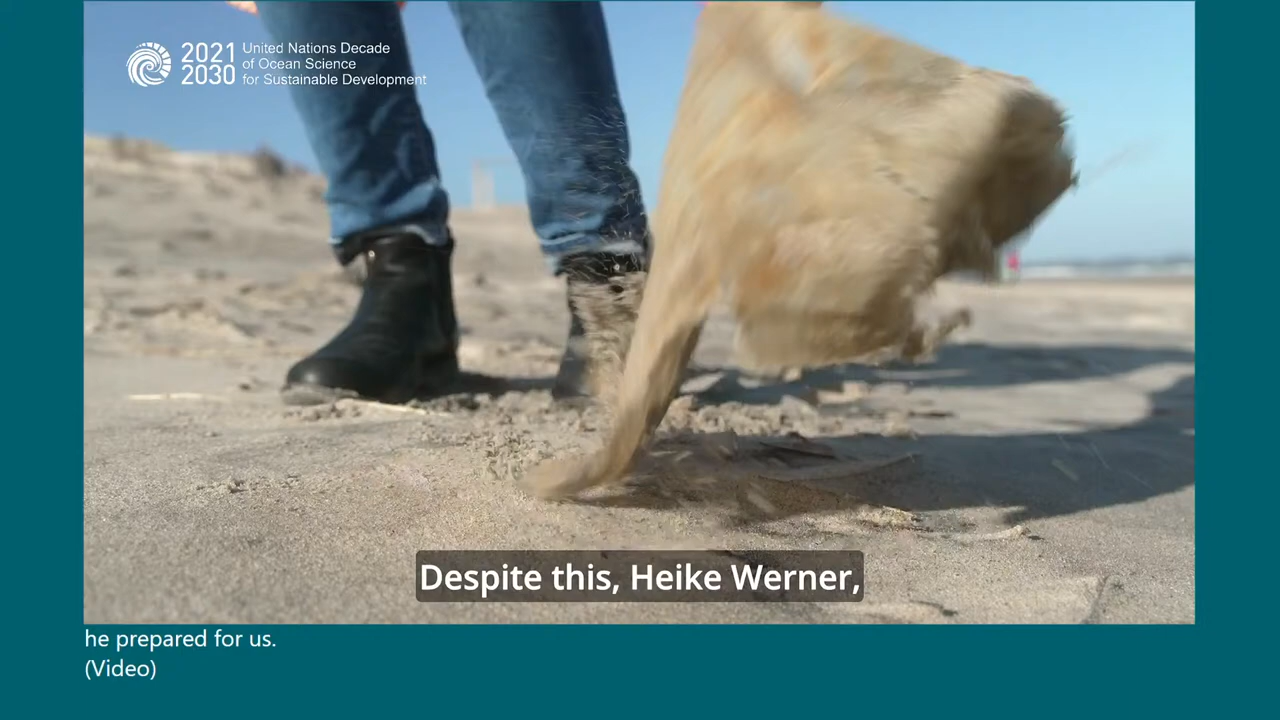 2021
2030
United Nations Decade
of Ocean Science
for Sustainable Development
Despite this, Heike Werner,
he prepared for us.
(Video)